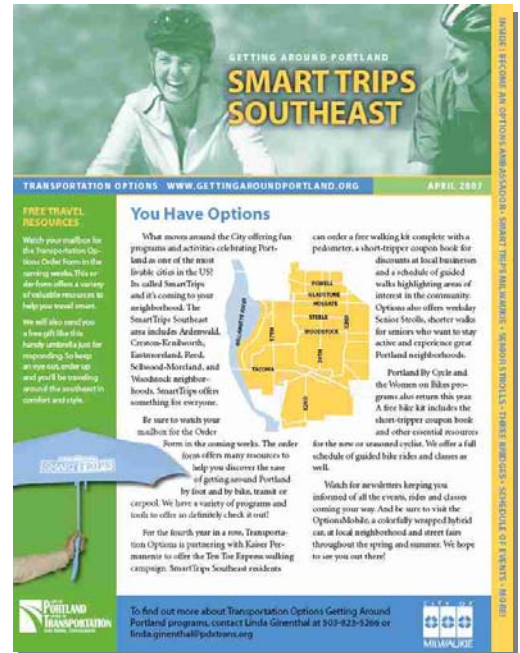 GETTING AROUND PORTLAND
SMART TRIPS
SOUTHEAST
TRANSPORTATION OPTIONS WWW.GETTINGAROUNDPORTLAND.ORG
APRIL 2007
INSIDE: BECOME AN OPTIONS AMBASSADOR • SMART TRIPS MILWAUKIE • SENIOR STROLLS • THREE BRIDGES • SCHEDULE OF EVENTS • MORE!
FREE TRAVEL
RESOURCES
Watch your mailbox for
the Transportation Op-
tions Order Form in the
coming weeks. This or-
der form offers a variety
of valuable resources to
help you travel smart.
We will also send you
a free gift like this
handy umbrella just for
responding. So keep
an eye out, order up
and you'll be traveling
around the southeast in
comfort and style.
SMARTTRIPS
You Have Options
What moves around the City offering fun
programs and activities celebrating Port-
land as one of the most
livable cities in the US?
Its called SmartTrips
and it's coming to your
neighborhood. The
SmartTrips Southeast
area includes Ardenwald,
Creston-Kenilworth,
Eastmoreland, Reed,
Sellwood-Moreland, and
Woodstock neighbor-
hoods. SmartTrips offers
something for everyone.
Be sure to watch your
mailbox for the Order
Form in the coming weeks. The order
form offers many resources to
help you discover the ease
of getting around Portland
by foot and by bike, transit or
carpool. We have a variety of programs and
tools to offer so definitely check it out!
For the fourth year in a row, Transporta-
tion Options is partnering with Kaiser Per-
manente to offer the Ten Toe Express walking
campaign. SmartTrips Southeast residents
WILLAMETTE RIVER
POWELL
GLADSTONE
HOLGATE
STEELE
WOODSTOCK
52ND
17TH
39TH
TACOMA
32ND
can order a free walking kit complete with a
pedometer, a short-tripper coupon book for
discounts at local businesses
and a schedule of guided
walks highlighting areas of
interest in the community.
Options also offers weekday
Senior Strolls, shorter walks
for seniors who want to stay
active and experience great
Portland neighborhoods.
Portland By Cycle and
the Women on Bikes pro-
grams also return this year.
A free bike kit includes the
short-tripper coupon book
and other essential resources
for the new or seasoned cyclist. We offer a full
schedule of guided bike rides and classes as
well.
Watch for newsletters keeping you
informed of all the events, rides and classes
coming your way. And be sure to visit the
OptionsMobile, a colorfully wrapped hybrid
car, at local neighborhood and street fairs
throughout the spring and summer. We hope
to see you out there!
PORTLAND
TRANSPORTATION
To find out more about Transportation Options Getting Around
Portland programs, contact Linda Ginenthal at 503-823-5266 or
linda.ginenthal@pdxtrans.org
CITY OF
MILWAUKIE